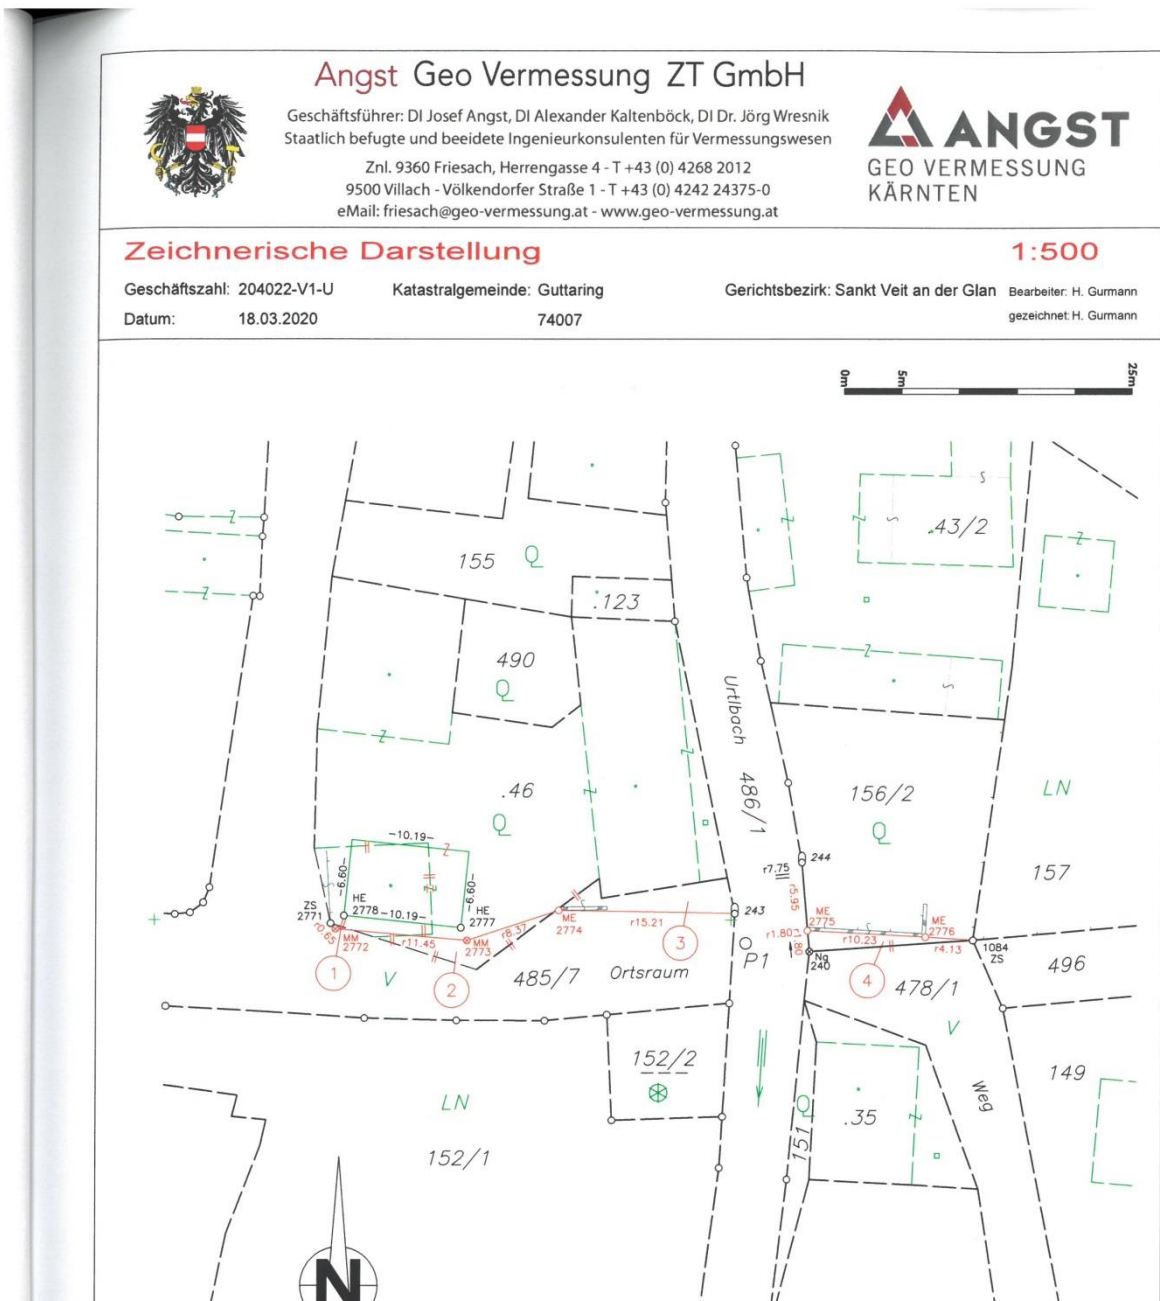 Angst Geo Vermessung ZT GmbH
Geschäftsführer: DI Josef Angst, DI Alexander Kaltenböck, DI Dr. Jörg Wresnik
Staatlich befugte und beeidete Ingenieurkonsulenten für Vermessungswesen
Znl. 9360 Friesach, Herrengasse 4 - T +43 (0) 4268 2012
9500 Villach - Völkendorfer Straße 1 - T +43 (0) 4242 24375-0
eMail: friesach@geo-vermessung.at - www.geo-vermessung.at
ANGST
GEO VERMESSUNG
KÄRNTEN
Zeichnerische Darstellung 1:500
Geschäftszahl: 204022-V1-U Katastralgemeinde: Guttaring Gerichtsbezirk: Sankt Veit an der Glan Bearbeiter: H. Gurmann
Datum: 18.03.2020 74007 gezeichnet: H. Gurmann
0m 5m 25m
.43/2
155
.123
490
Urtlbach
486/1
.46
156/2
LN
-10.19-
244
r7.75
157
-6.60-
-6.60-
r5.95
ZS
2771
HE
2778
-10.19-
HE
2777
ME
2774
r15.21
243
ME
2775
ME
2776
r0.65
MM
2772
r11.45
MM
2773
r8.37
3
P1
r1.80
1.80
r10.23
r4.13
1084
ZS
Ng
240
1
2
V
485/7
Ortsraum
4
478/1
496
V
152/2
149
Weg
LN
151
.35
152/1
N